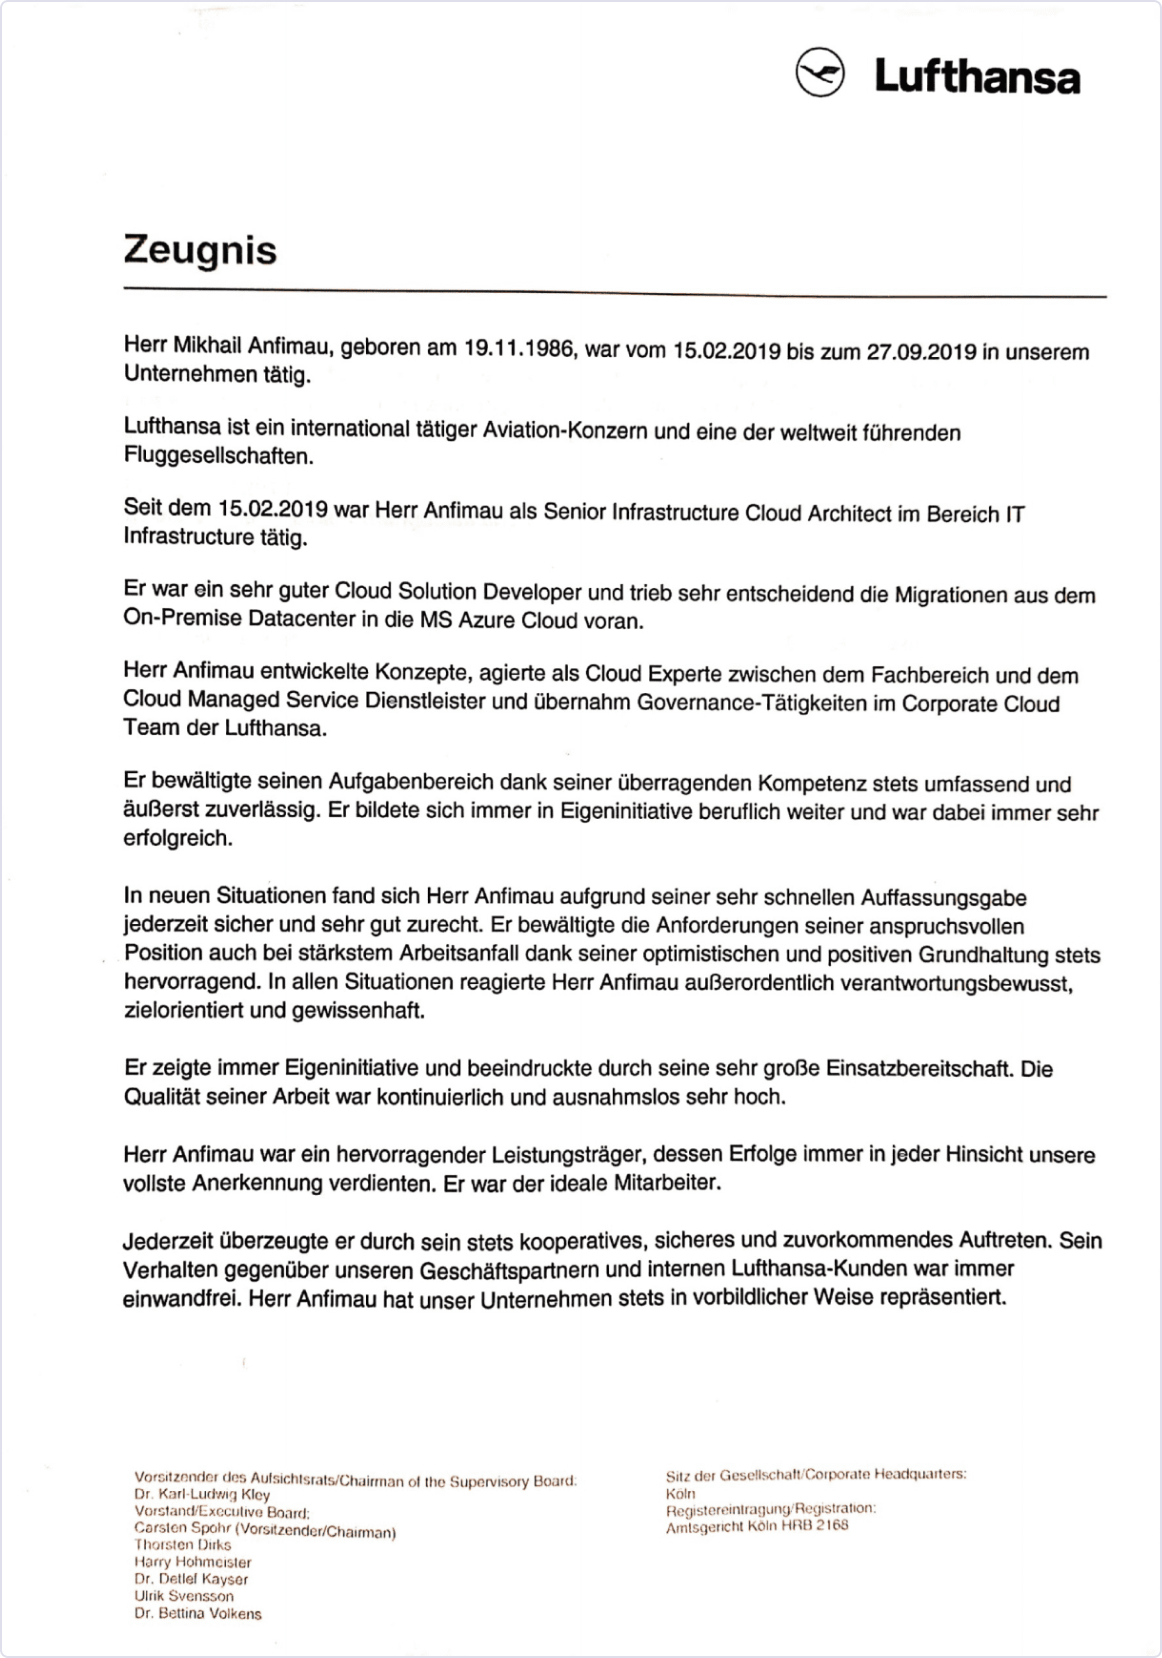 Lufthansa
Zeugnis
Herr Mikhail Anfimau, geboren am 19.11.1986, war vom 15.02.2019 bis zum 27.09.2019 in unserem
Unternehmen tätig.
Lufthansa ist ein international tätiger Aviation-Konzern und eine der weltweit führenden
Fluggesellschaften.
Seit dem 15.02.2019 war Herr Anfimau als Senior Infrastructure Cloud Architect im Bereich IT
Infrastructure tätig.
Er war ein sehr guter Cloud Solution Developer und trieb sehr entscheidend die Migrationen aus dem
On-Premise Datacenter in die MS Azure Cloud voran.
Herr Anfimau entwickelte Konzepte, agierte als Cloud Experte zwischen dem Fachbereich und dem
Cloud Managed Service Dienstleister und übernahm Governance-Tätigkeiten im Corporate Cloud
Team der Lufthansa.
Er bewältigte seinen Aufgabenbereich dank seiner überragenden Kompetenz stets umfassend und
äußerst zuverlässig. Er bildete sich immer in Eigeninitiative beruflich weiter und war dabei immer sehr
erfolgreich.
In neuen Situationen fand sich Herr Anfimau aufgrund seiner sehr schnellen Auffassungsgabe
jederzeit sicher und sehr gut zurecht. Er bewältigte die Anforderungen seiner anspruchsvollen
Position auch bei stärkstem Arbeitsanfall dank seiner optimistischen und positiven Grundhaltung stets
hervorragend. In allen Situationen reagierte Herr Anfimau außerordentlich verantwortungsbewusst,
zielorientiert und gewissenhaft.
Er zeigte immer Eigeninitiative und beeindruckte durch seine sehr große Einsatzbereitschaft. Die
Qualität seiner Arbeit war kontinuierlich und ausnahmslos sehr hoch.
Herr Anfimau war ein hervorragender Leistungsträger, dessen Erfolge immer in jeder Hinsicht unsere
vollste Anerkennung verdienten. Er war der ideale Mitarbeiter.
Jederzeit überzeugte er durch sein stets kooperatives, sicheres und zuvorkommendes Auftreten. Sein
Verhalten gegenüber unseren Geschäftspartnern und internen Lufthansa-Kunden war immer
einwandfrei. Herr Anfimau hat unser Unternehmen stets in vorbildlicher Weise repräsentiert.
Vorsitzender des Aufsichtsrats/Chairman of the Supervisory Board:
Dr. Karl-Ludwig Kley
Vorstand/Executive Board:
Carsten Spohr (Vorsitzender/Chairman)
Thorsten Dirks
Harry Hohmeister
Dr. Detlef Kayser
Ulrik Svensson
Dr. Bettina Volkens
Sitz der Gesellschaft/Corporate Headquarters:
Köln
Registereintragung/Registration:
Amtsgericht Köln HRB 2168